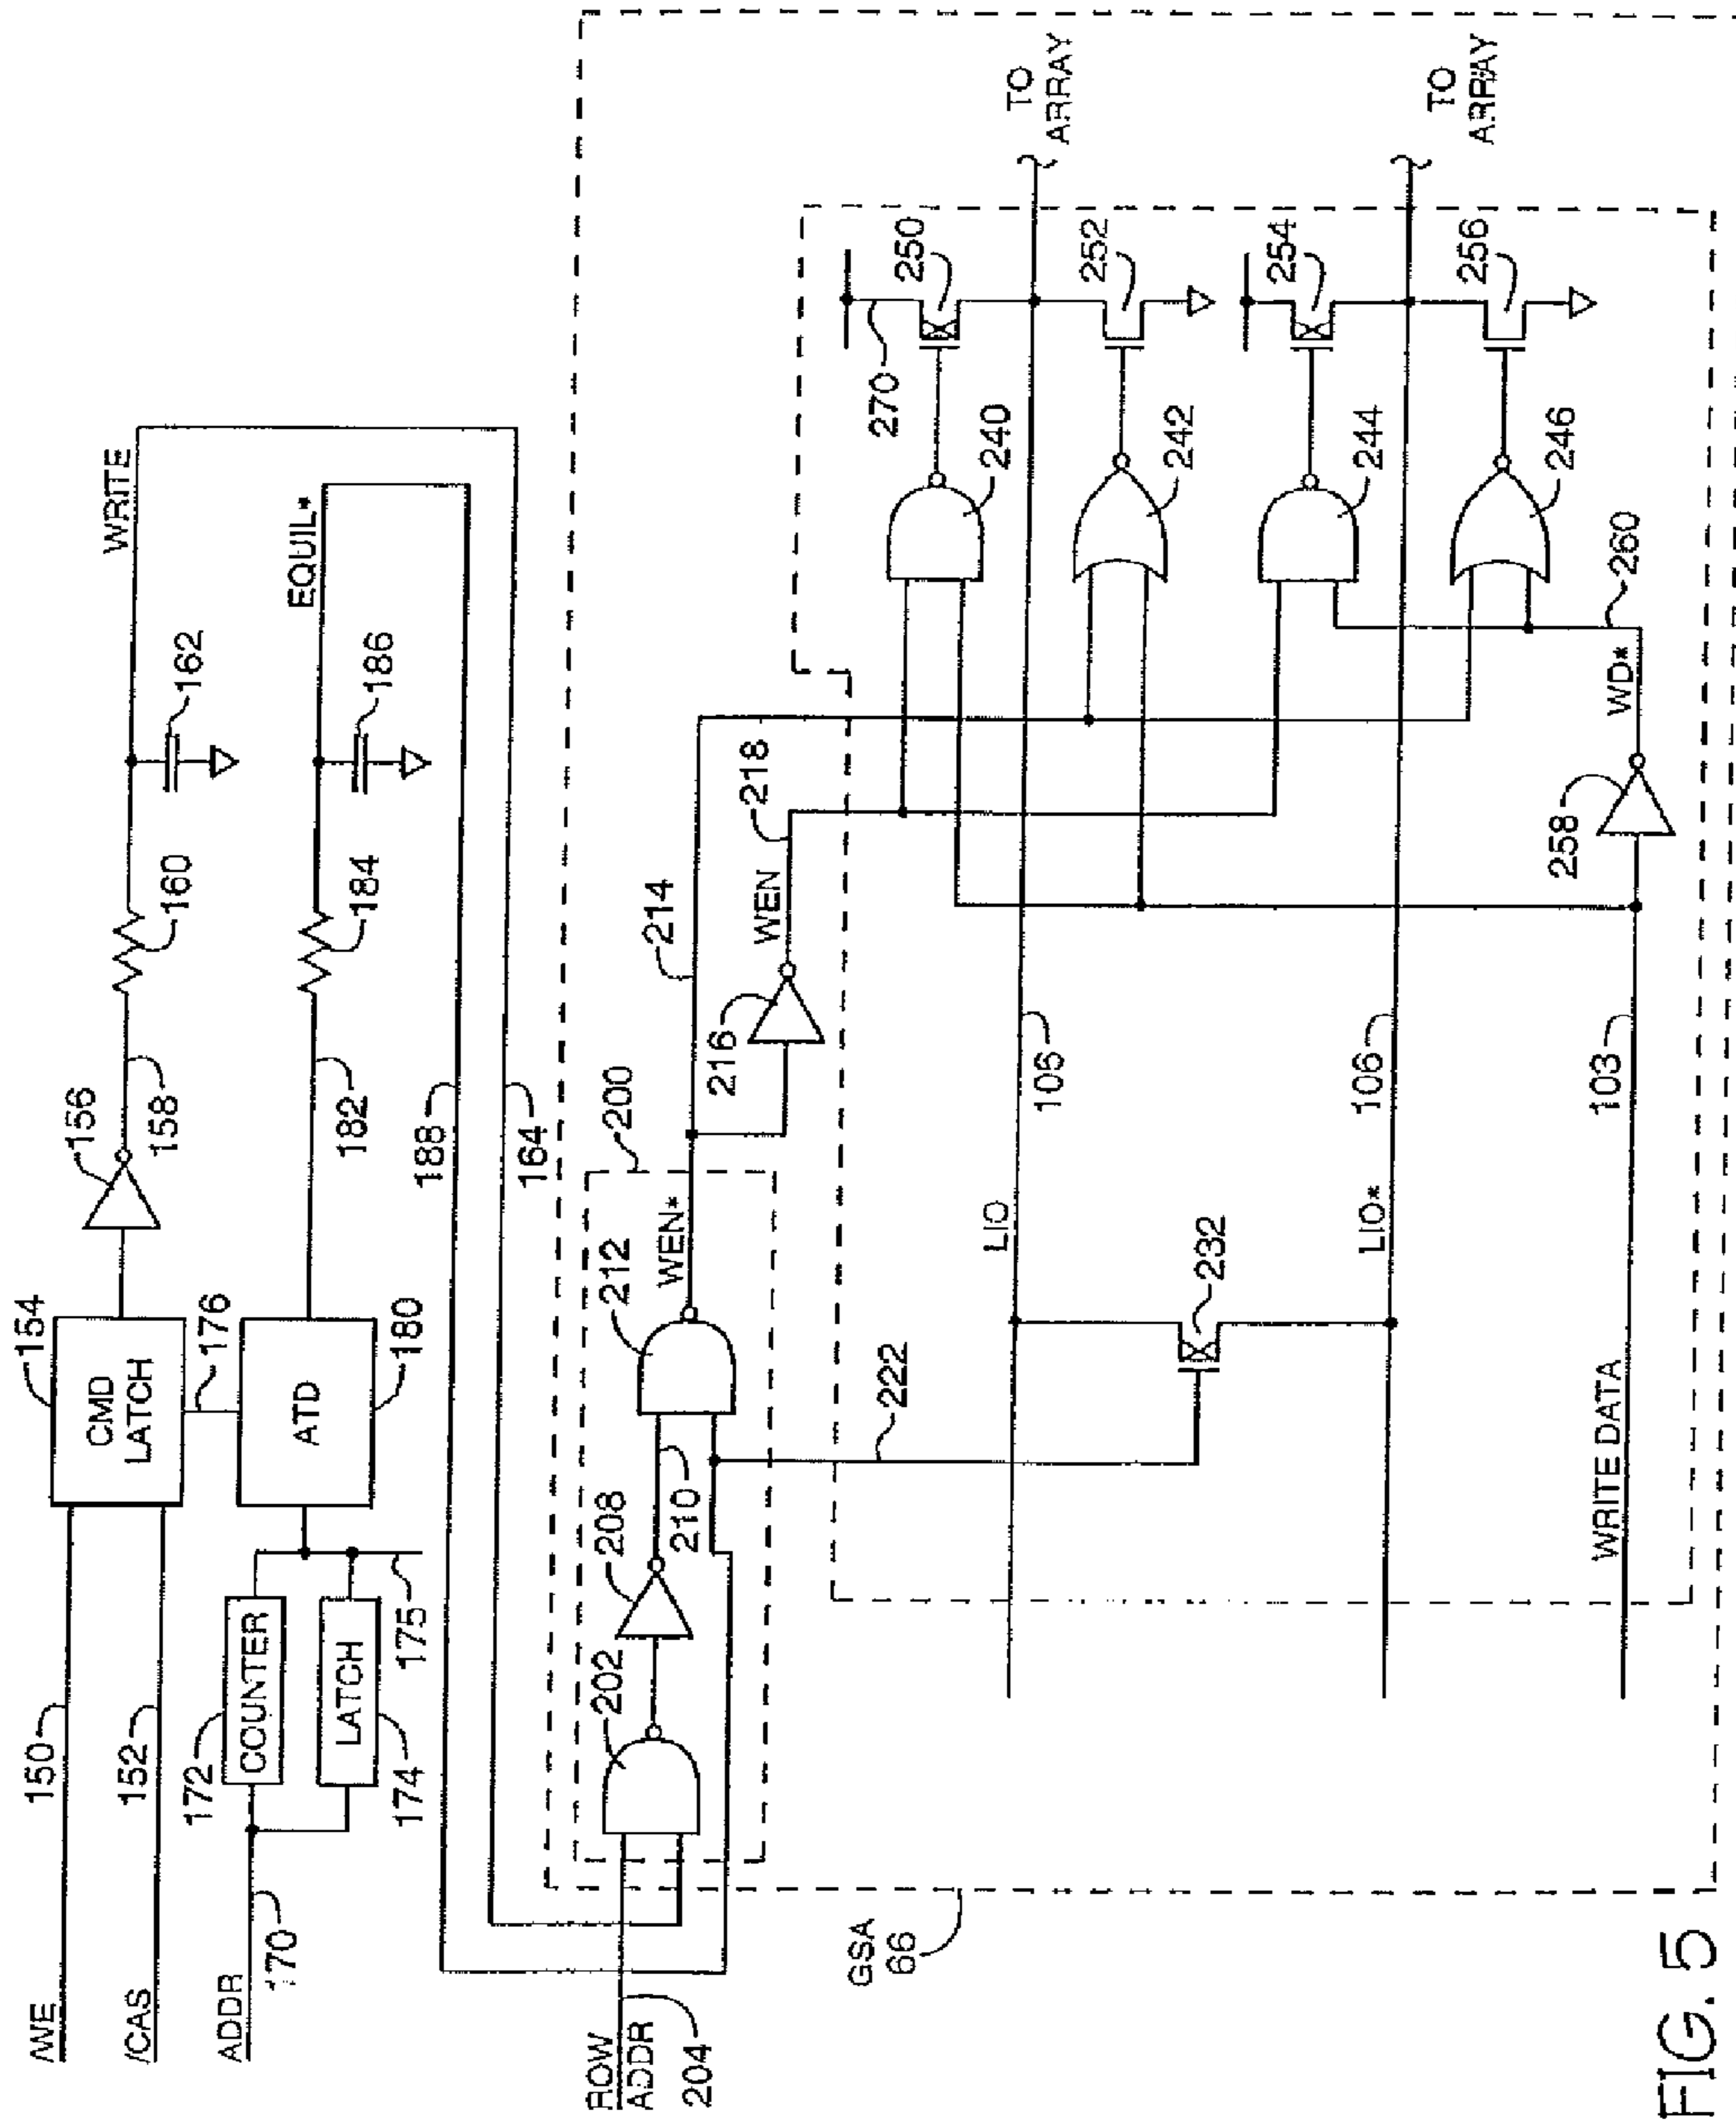 /WE
150
/CAS
152
ADDR
170
172
COUNTER
LATCH
174
175
154
CMD
LATCH
176
ATD
180
156
158
182
160
184
WRITE
162
EQUIL*
186
188
164
ROW
ADDR
204
GSA
66
202
208
210
212
200
WEN*
222
214
216
WEN
218
LIO
106
LIO*
106
232
WRITE DATA
103
258
WD*
260
270
240
242
244
246
250
252
254
256
TO
ARRAY
TO
ARRAY
FIG. 5